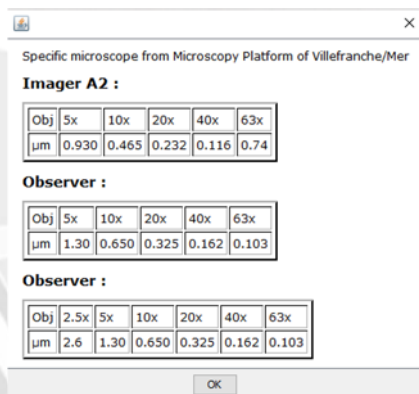 Specific microscope from Microscopy Platform of Villefranche/Mer
Imager A2 :
Obj 5x 10x 20x 40x 63x
µm 0.930 0.465 0.232 0.116 0.74
Observer :
Obj 5x 10x 20x 40x 63x
µm 1.30 0.650 0.325 0.162 0.103
Observer :
Obj 2.5x 5x 10x 20x 40x 63x
µm 2.6 1.30 0.650 0.325 0.162 0.103
OK